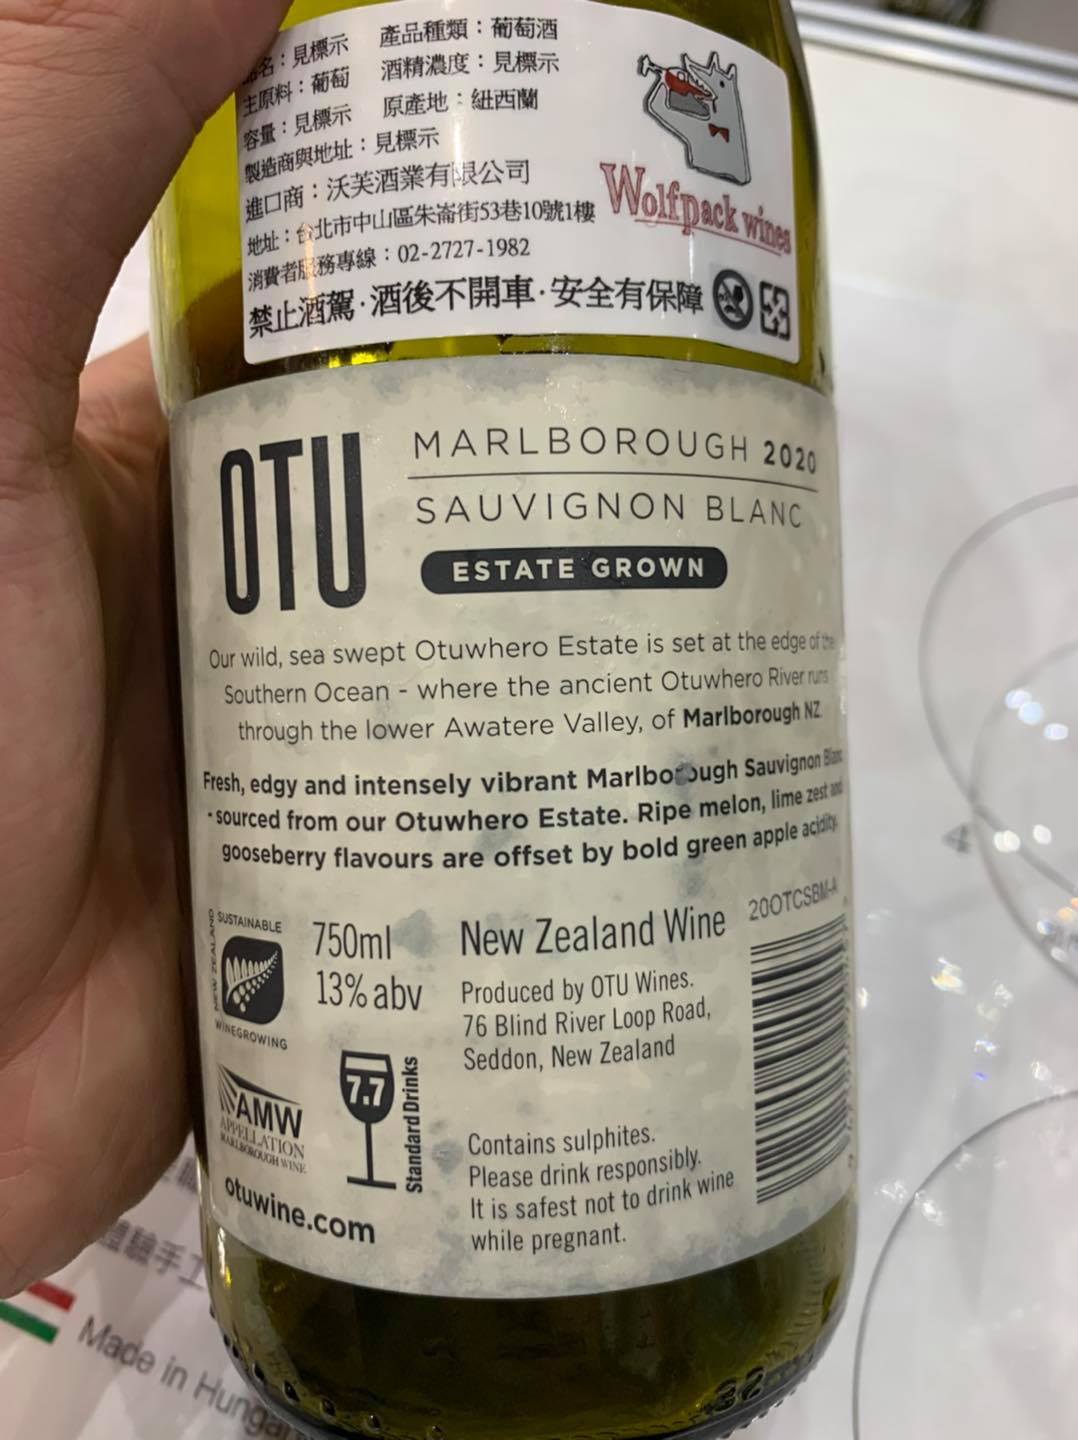 名：見標示 產品種類：葡萄酒
主原料：葡萄 酒精濃度：見標示
容量：見標示 原產地：紐西蘭
製造商與地址：見標示
進口商：沃芙酒業有限公司
地址：台北市中山區朱崙街53巷10號1樓
消費者服務專線：02-2727-1982
禁止酒駕·酒後不開車·安全有保障
Wolfpack wines
OTU
MARLBOROUGH 2020
SAUVIGNON BLANC
ESTATE GROWN
Our wild, sea swept Otuwhero Estate is set at the edge of the
Southern Ocean - where the ancient Otuwhero River runs
through the lower Awatere Valley, of Marlborough NZ
Fresh, edgy and intensely vibrant Marlborough Sauvignon Blanc
- sourced from our Otuwhero Estate. Ripe melon, lime zest and
gooseberry flavours are offset by bold green apple acidity.
SUSTAINABLE
NEW ZEALAND
WINEGROWING
750ml
13% abv
New Zealand Wine
20OTCSBM-A
Produced by OTU Wines.
76 Blind River Loop Road,
Seddon, New Zealand
AMW
APPELLATION
MARLBOROUGH WINE
7.7
Standard Drinks
Contains sulphites.
Please drink responsibly.
It is safest not to drink wine
while pregnant.
otuwine.com
Made in